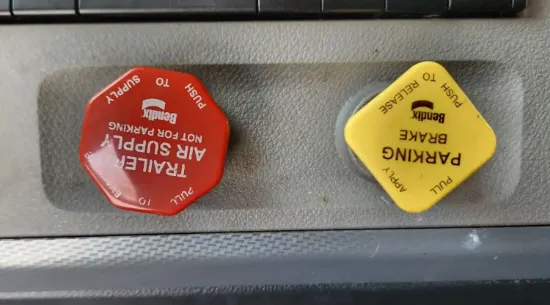 PULL TO
TRAILER
AIR SUPPLY
NOT FOR PARKING
Bendix
PUSH TO SUPPLY
PULL APPLY
PARKING
BRAKE
Bendix
PUSH TO RELEASE